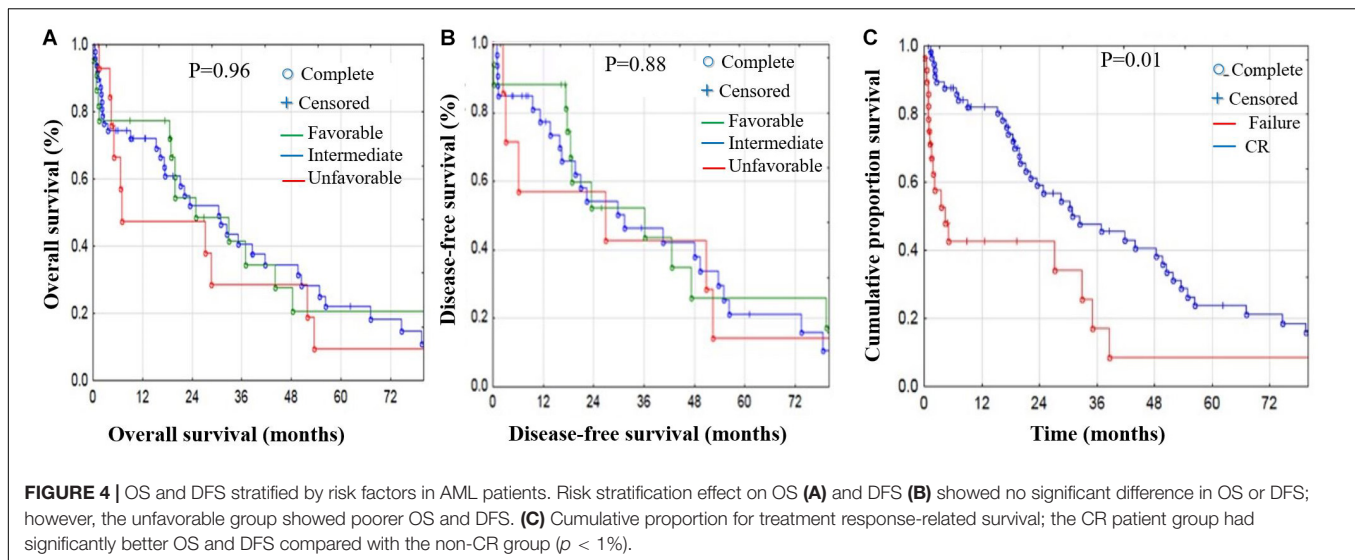 A
P=0.96
Complete
Censored
Favorable
Intermediate
Unfavorable
Overall survival (%)
1.0
0.8
0.6
0.4
0.2
0.0
0 12 24 36 48 60 72
Overall survival (months)
B
P=0.88
Complete
Censored
Favorable
Intermediate
Unfavorable
Disease-free survival (%)
1.0
0.8
0.6
0.4
0.2
0.0
0 12 24 36 48 60 72
Disease-free survival (months)
C
P=0.01
Complete
Censored
Failure
CR
Cumulative proportion survival
1.0
0.8
0.6
0.4
0.2
0.0
0 12 24 36 48 60 72
Time (months)
FIGURE 4 | OS and DFS stratified by risk factors in AML patients. Risk stratification effect on OS (A) and DFS (B) showed no significant difference in OS or DFS;
however, the unfavorable group showed poorer OS and DFS. (C) Cumulative proportion for treatment response-related survival; the CR patient group had
significantly better OS and DFS compared with the non-CR group (p < 1%).